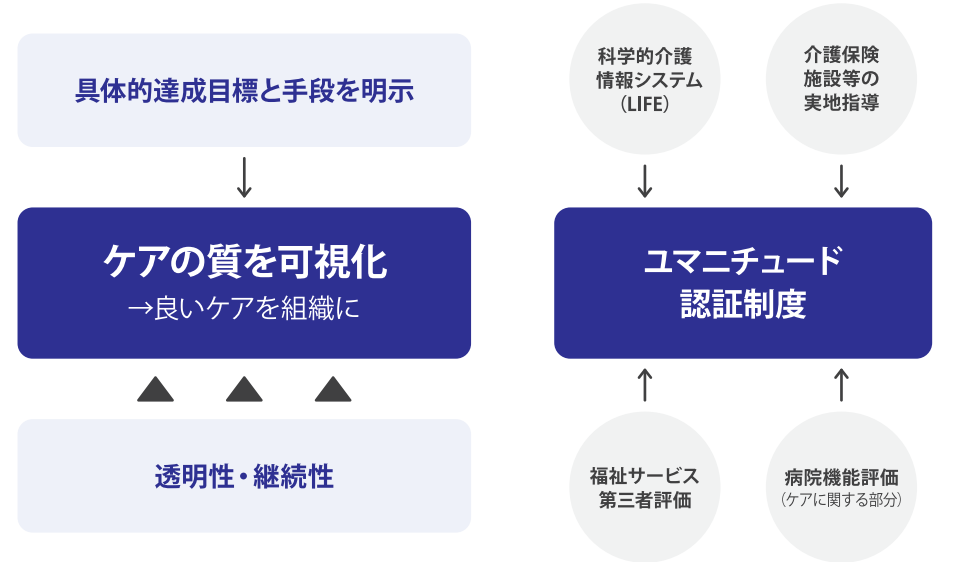 具体的達成目標と手段を明示
ケアの質を可視化
→良いケアを組織に
透明性・継続性
科学的介護
情報システム
（LIFE）
介護保険
施設等の
実地指導
ユマニチュード
認証制度
福祉サービス
第三者評価
病院機能評価
（ケアに関する部分）